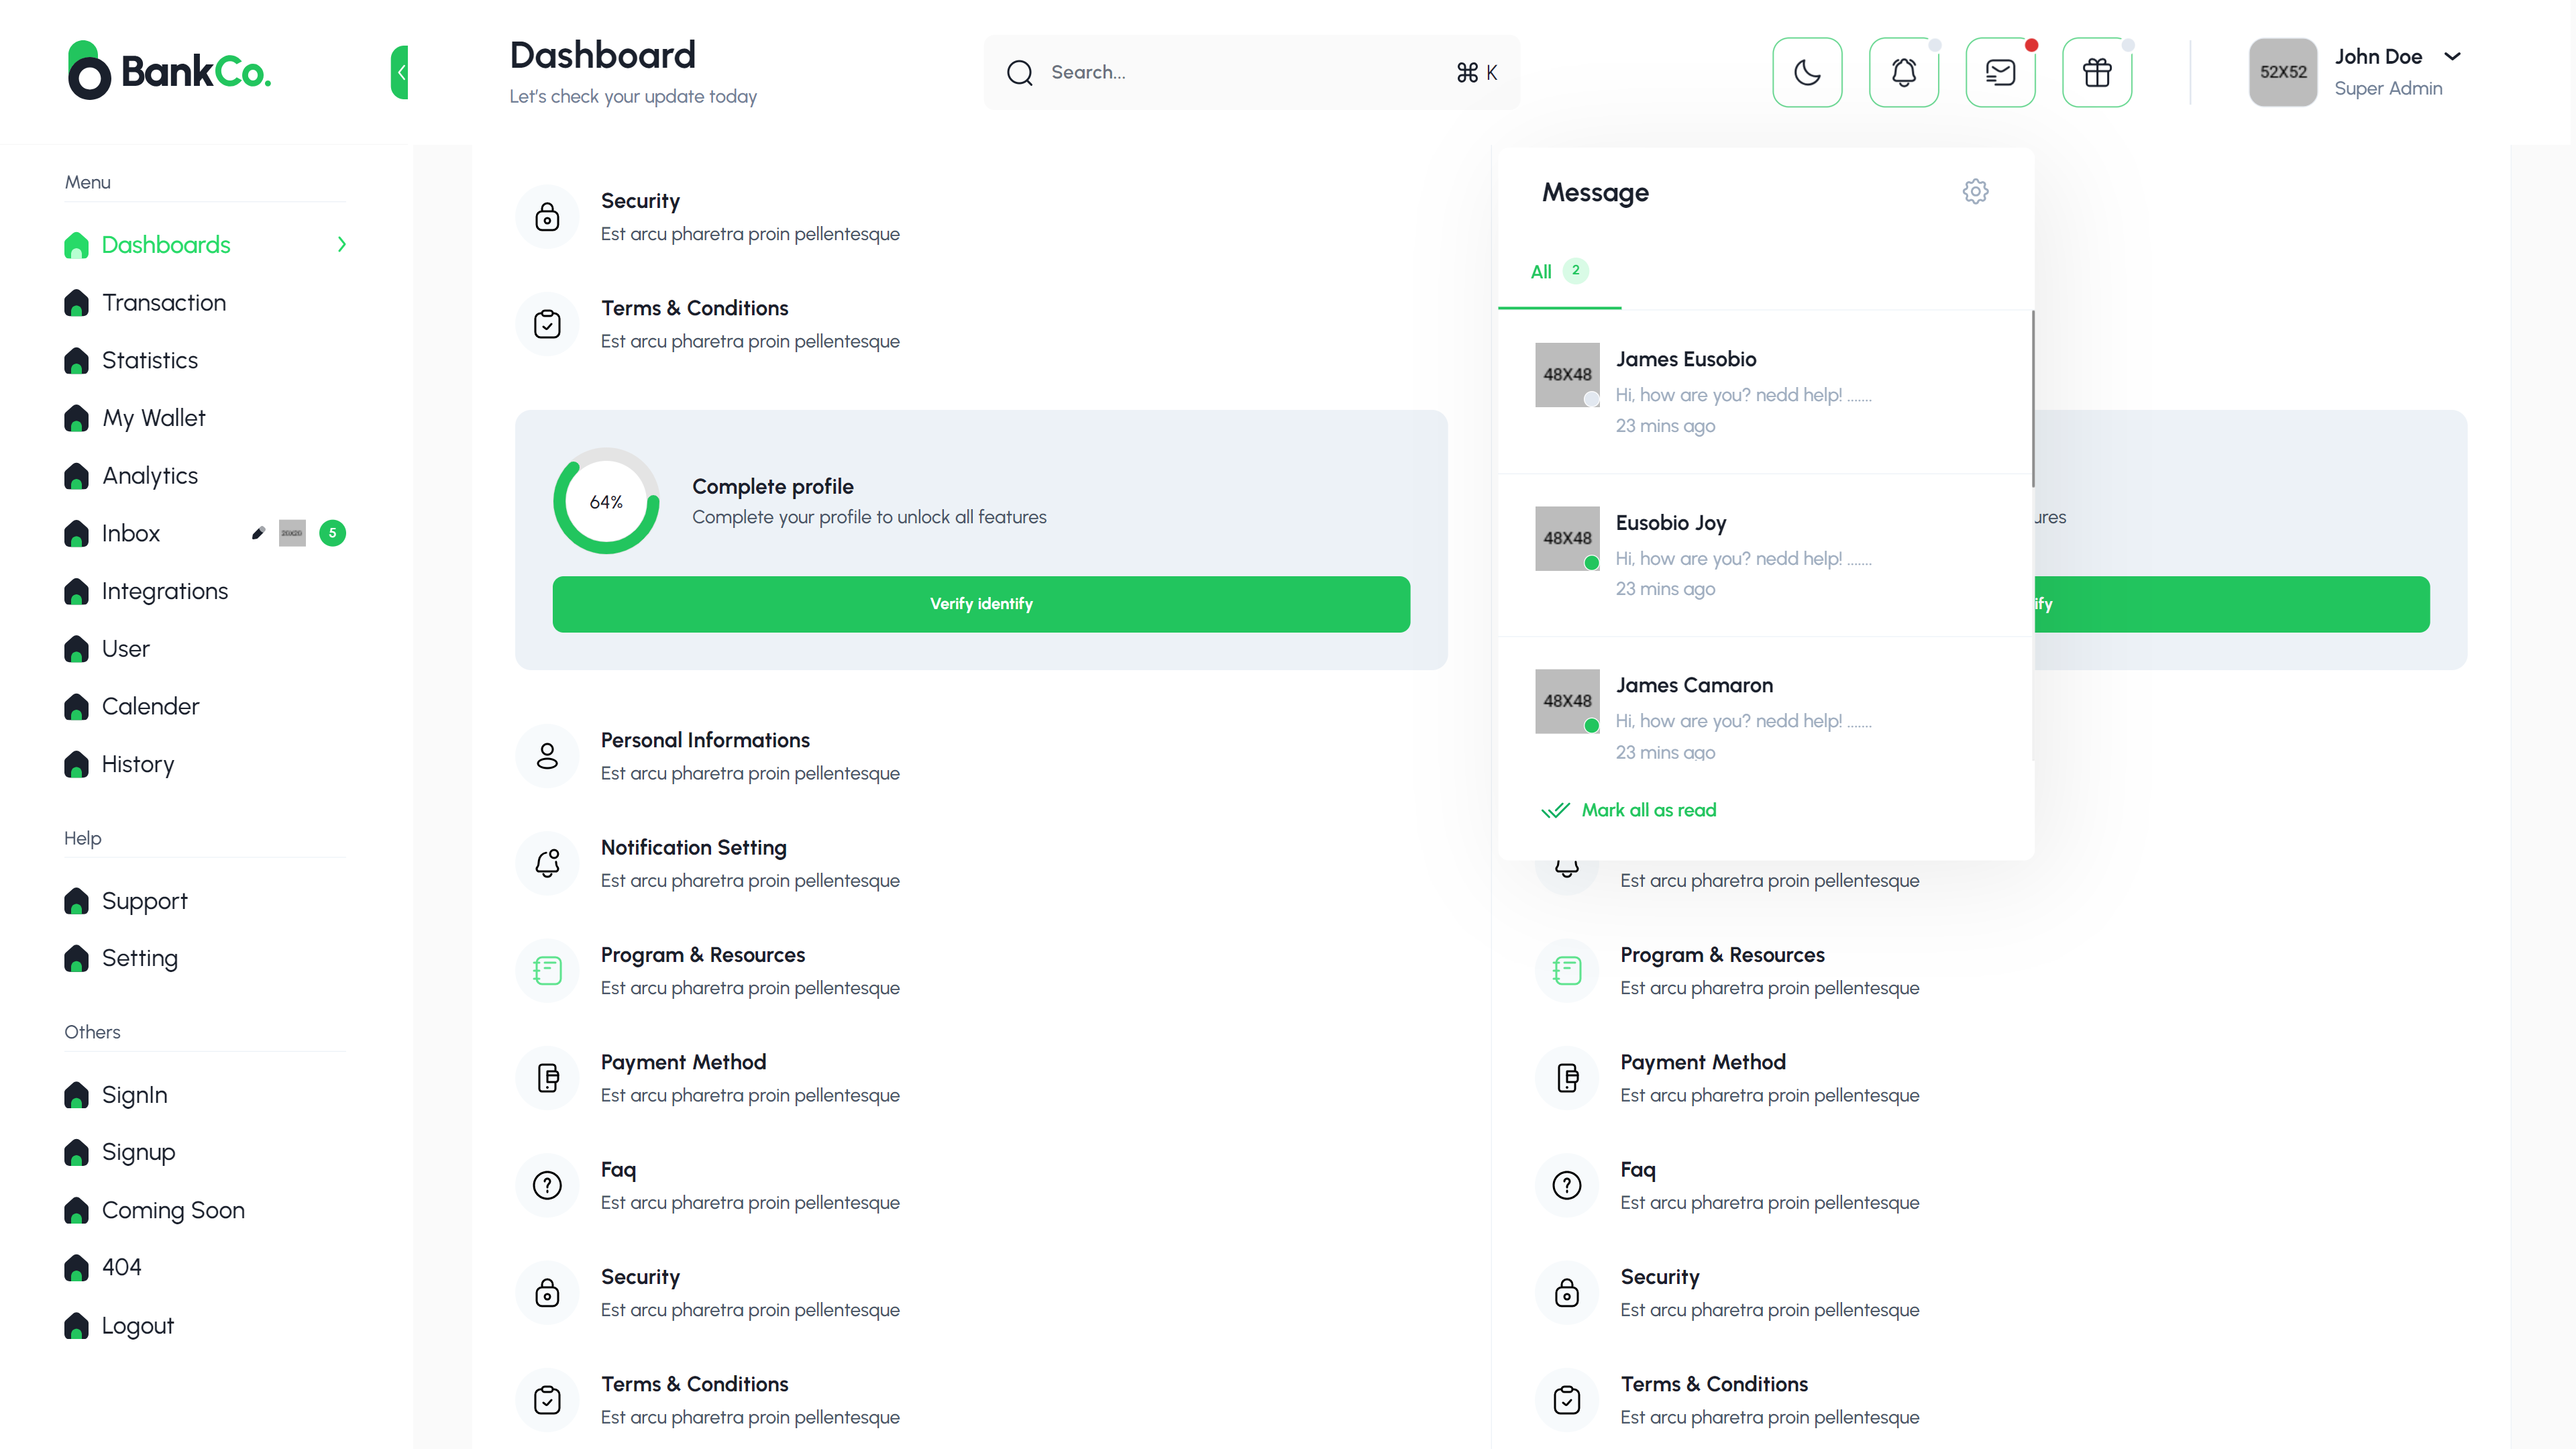 BankCo.
Dashboard
Let's check your update today
Search...
⌘ K
52X52
John Doe
Super Admin
Menu
Dashboards
Transaction
Statistics
My Wallet
Analytics
Inbox
5
Integrations
User
Calender
History
Help
Support
Setting
Others
SignIn
Signup
Coming Soon
404
Logout
Security
Est arcu pharetra proin pellentesque
Terms & Conditions
Est arcu pharetra proin pellentesque
64%
Complete profile
Complete your profile to unlock all features
Verify identify
Personal Informations
Est arcu pharetra proin pellentesque
Notification Setting
Est arcu pharetra proin pellentesque
Program & Resources
Est arcu pharetra proin pellentesque
Payment Method
Est arcu pharetra proin pellentesque
Faq
Est arcu pharetra proin pellentesque
Security
Est arcu pharetra proin pellentesque
Terms & Conditions
Est arcu pharetra proin pellentesque
Message
All 2
48X48
James Eusobio
Hi, how are you? nedd help! .......
23 mins ago
48X48
Eusobio Joy
Hi, how are you? nedd help! .......
23 mins ago
48X48
James Camaron
Hi, how are you? nedd help! .......
23 mins ago
Mark all as read
Est arcu pharetra proin pellentesque
Program & Resources
Est arcu pharetra proin pellentesque
Payment Method
Est arcu pharetra proin pellentesque
Faq
Est arcu pharetra proin pellentesque
Security
Est arcu pharetra proin pellentesque
Terms & Conditions
Est arcu pharetra proin pellentesque